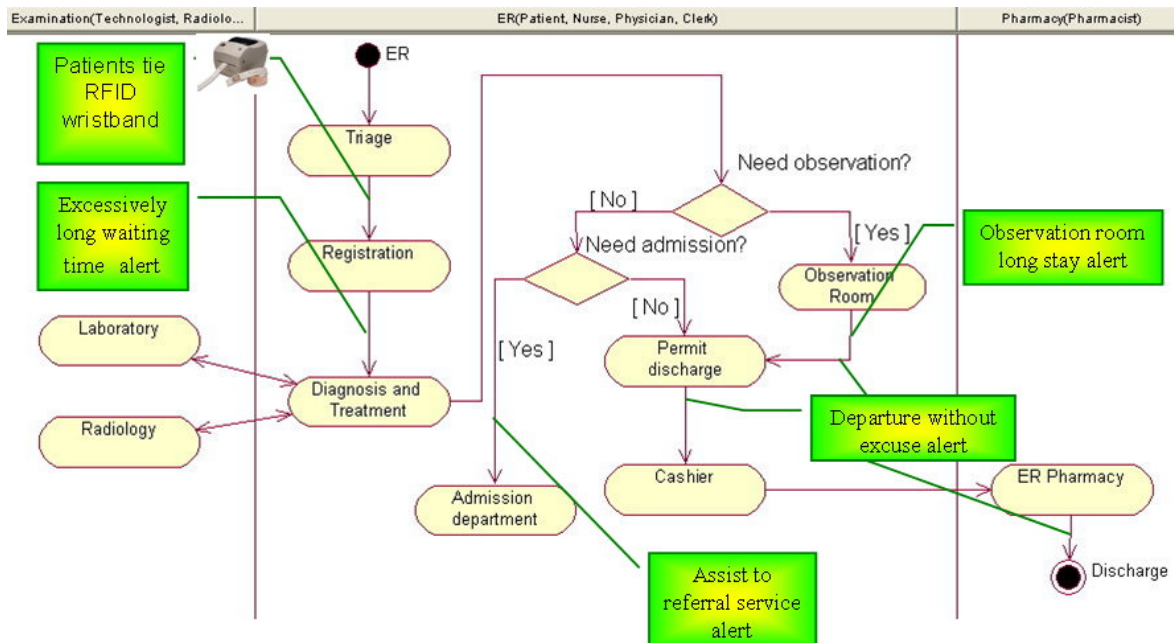 Examination(Technologist, Radiolo...
ER(Patient, Nurse, Physician, Clerk)
Pharmacy(Pharmacist)
Patients tie
RFID
wristband
ER
Triage
Need observation?
[ No ]
[ Yes ]
Excessively
long waiting
time alert
Registration
Need admission?
Observation
Room
Observation room
long stay alert
[ No ]
[ Yes ]
Laboratory
Permit
discharge
Diagnosis and
Treatment
Radiology
Departure without
excuse alert
Cashier
ER Pharmacy
Admission
department
Assist to
referral service
alert
Discharge